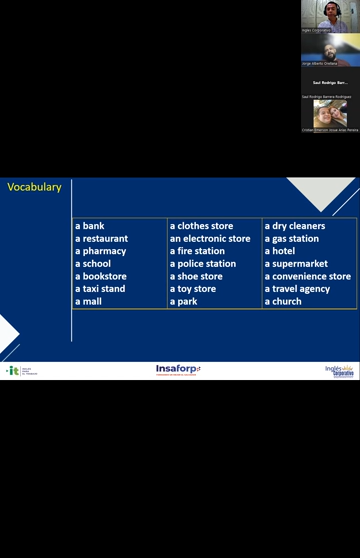 Inglés Corporativo
Jorge Alberto Orellana
Saul Rodrigo Barr...
Saul Rodrigo Barrera Rodriguez
Vocabulary
a bank
a restaurant
a pharmacy
a school
a bookstore
a taxi stand
a mall
a clothes store
an electronic store
a fire station
a police station
a shoe store
a toy store
a park
a dry cleaners
a gas station
a hotel
a supermarket
a convenience store
a travel agency
a church
it
Insaforp
Inglés
Corporativo